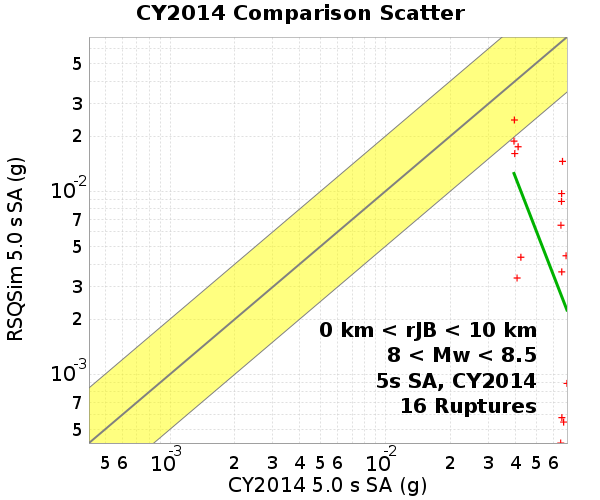 CY2014 Comparison Scatter
RSQSim 5.0 s SA (g)
5
3
2
10-2
7
5
3
2
10-3
7
5
0 km < rJB < 10 km
8 < Mw < 8.5
5s SA, CY2014
16 Ruptures
5 6 10-3 2 3 4 5 6 10-2 2 3 4 5 6
CY2014 5.0 s SA (g)